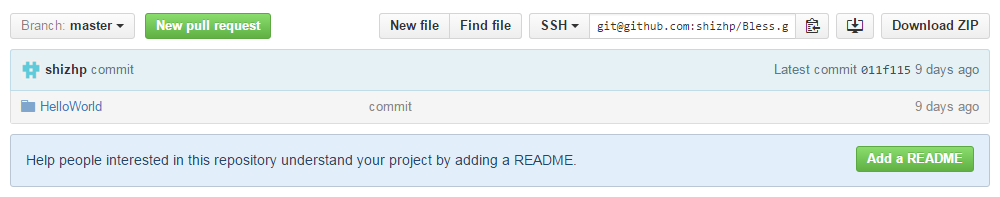 Branch: master New pull request New file Find file SSH git@github.com:shizhp/Bless.g Download ZIP
shizhp commit Latest commit 011f115 9 days ago
HelloWorld commit 9 days ago
Help people interested in this repository understand your project by adding a README. Add a README